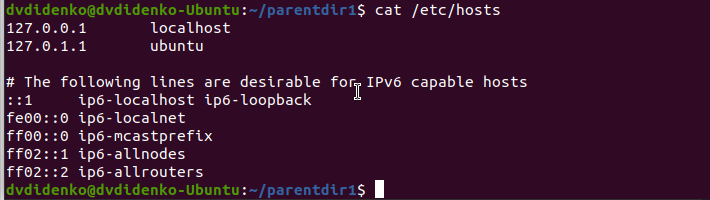 dvdidenko@dvdidenko-Ubuntu:~/parentdir1$ cat /etc/hosts
127.0.0.1       localhost
127.0.1.1       ubuntu

# The following lines are desirable for IPv6 capable hosts
::1     ip6-localhost ip6-loopback
fe00::0 ip6-localnet
ff00::0 ip6-mcastprefix
ff02::1 ip6-allnodes
ff02::2 ip6-allrouters
dvdidenko@dvdidenko-Ubuntu:~/parentdir1$